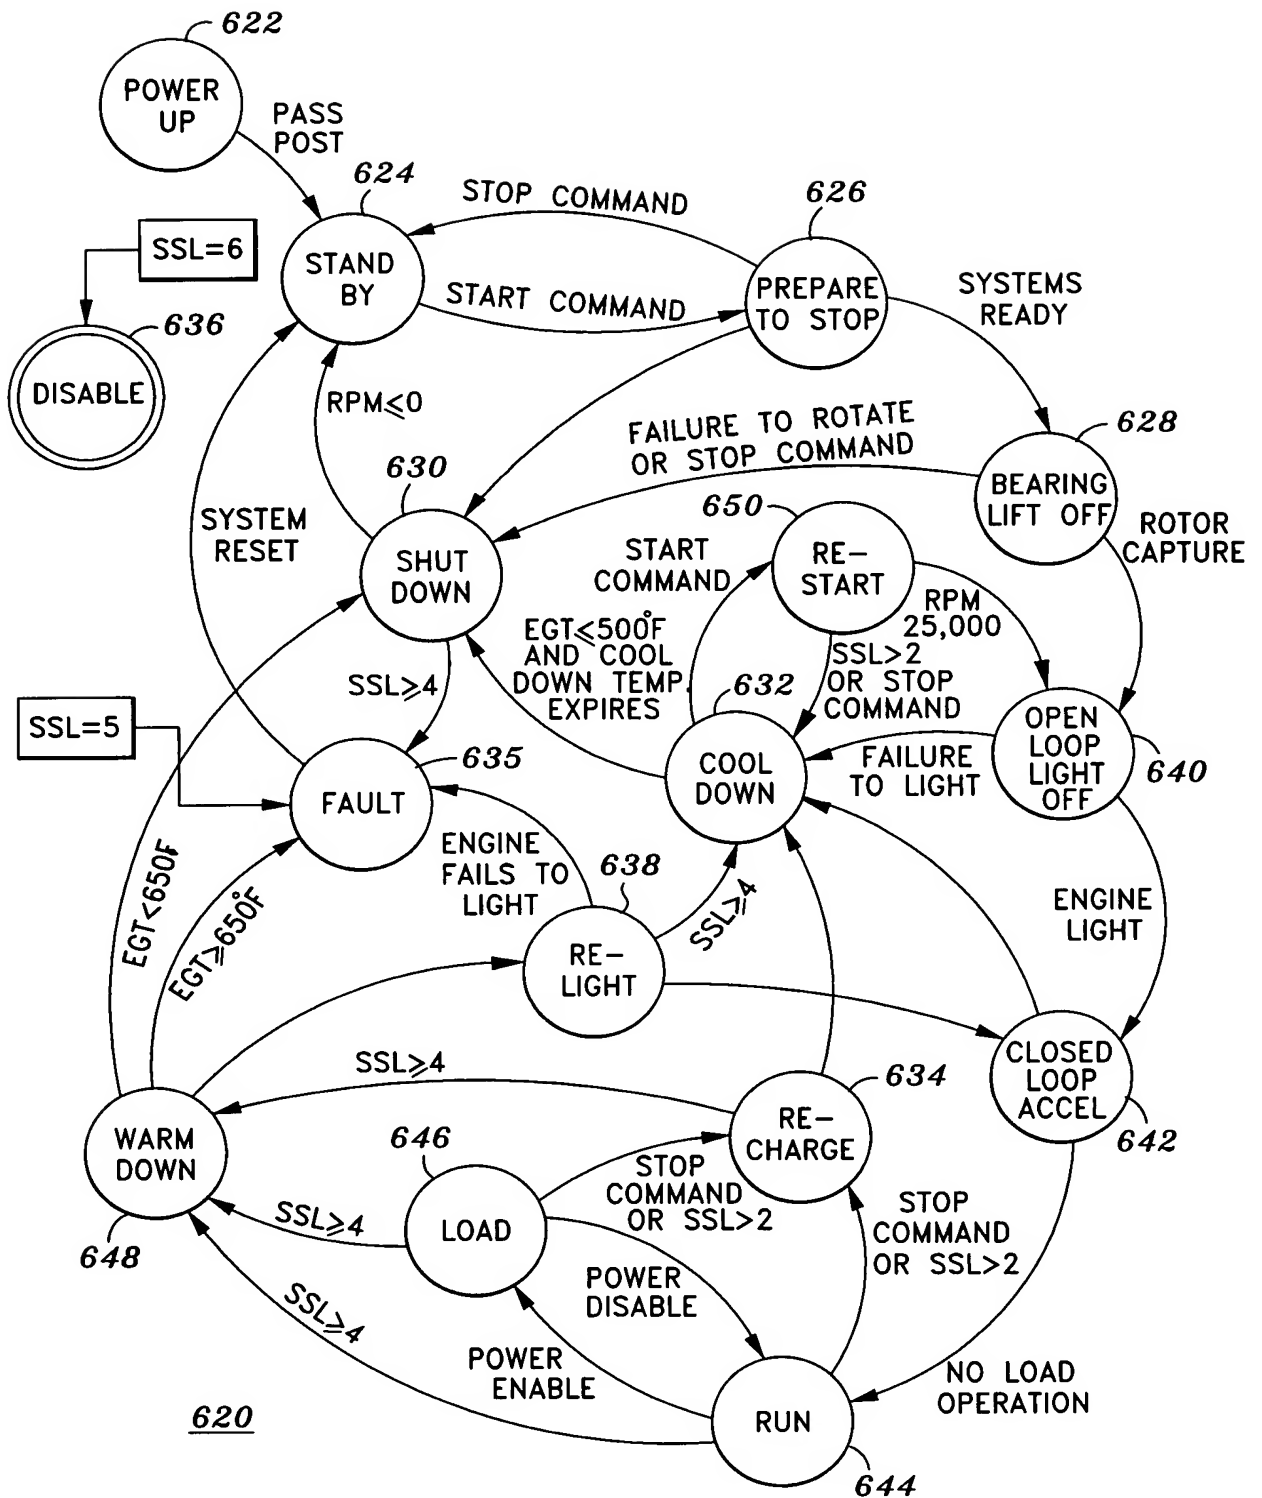 622
POWER
UP
PASS
POST
624
STOP COMMAND
626
SSL=6
STAND
BY
START COMMAND
PREPARE
TO STOP
SYSTEMS
READY
636
DISABLE
RPM≤0
FAILURE TO ROTATE
OR STOP COMMAND
628
BEARING
LIFT OFF
630
650
SYSTEM
RESET
SHUT
DOWN
START
COMMAND
RE-
START
ROTOR
CAPTURE
RPM
25,000
EGT≤500°F
AND COOL
DOWN TEMP.
EXPIRES
SSL>2
OR STOP
COMMAND
SSL≥4
632
SSL=5
635
FAULT
COOL
DOWN
FAILURE
TO LIGHT
OPEN
LOOP
LIGHT
OFF
640
ENGINE
FAILS TO
LIGHT
638
SSL≥4
ENGINE
LIGHT
EGT<650F
EGT≥650°F
RE-
LIGHT
SSL≥4
634
CLOSED
LOOP
ACCEL
642
WARM
DOWN
648
646
RE-
CHARGE
STOP
COMMAND
OR SSL>2
LOAD
SSL≥4
STOP
COMMAND
OR SSL>2
POWER
DISABLE
SSL≥4
POWER
ENABLE
NO LOAD
OPERATION
RUN
644
620